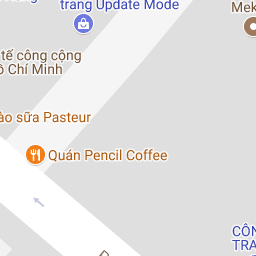 trang Update Mode
Mek
tế công cộng
ồ Chí Minh
ào sữa Pasteur
Quán Pencil Coffee
CÔN
TRA